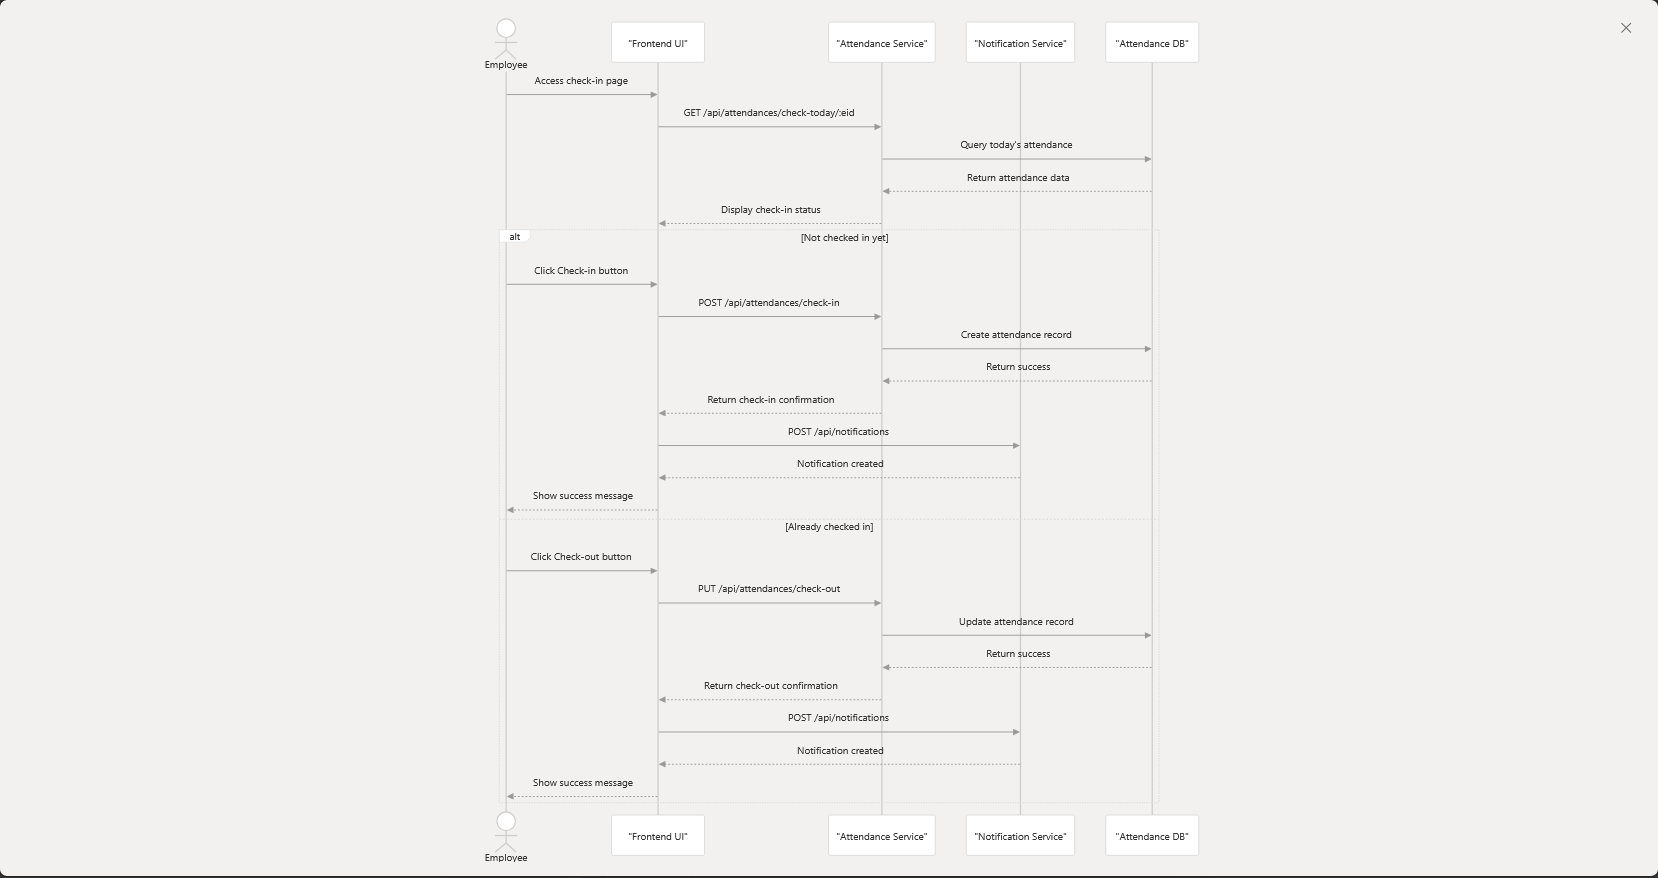 "Frontend UI"
"Attendance Service"
"Notification Service"
"Attendance DB"
Employee
Access check-in page
GET /api/attendances/check-today/:eid
Query today's attendance
Return attendance data
Display check-in status
alt
[Not checked in yet]
Click Check-in button
POST /api/attendances/check-in
Create attendance record
Return success
Return check-in confirmation
POST /api/notifications
Notification created
Show success message
[Already checked in]
Click Check-out button
PUT /api/attendances/check-out
Update attendance record
Return success
Return check-out confirmation
POST /api/notifications
Notification created
Show success message
"Frontend UI"
"Attendance Service"
"Notification Service"
"Attendance DB"
Employee